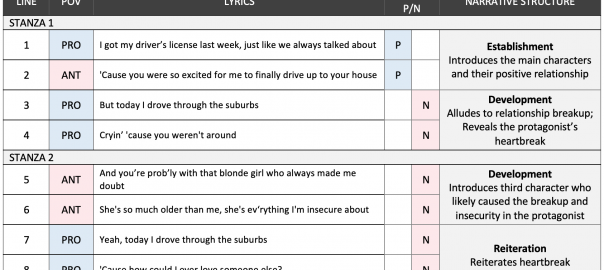 LINE POV LYRICS P/N NARRATIVE STRUCTURE
STANZA 1
1 PRO I got my driver's license last week, just like we always talked about P
2 ANT 'Cause you were so excited for me to finally drive up to your house P
Establishment
Introduces the main characters
and their positive relationship
3 PRO But today I drove through the suburbs N
4 PRO Cryin' 'cause you weren't around N
Development
Alludes to relationship breakup;
Reveals the protagonist's
heartbreak
STANZA 2
5 ANT And you're prob'ly with that blonde girl who always made me
doubt N
6 ANT She's so much older than me, she's ev'rything I'm insecure about N
Development
Introduces third character who
likely caused the breakup and
insecurity in the protagonist
7 PRO Yeah, today I drove through the suburbs N
8 PRO 'Cause how could I ever love someone else? N
Reiteration
Reiterates heartbreak